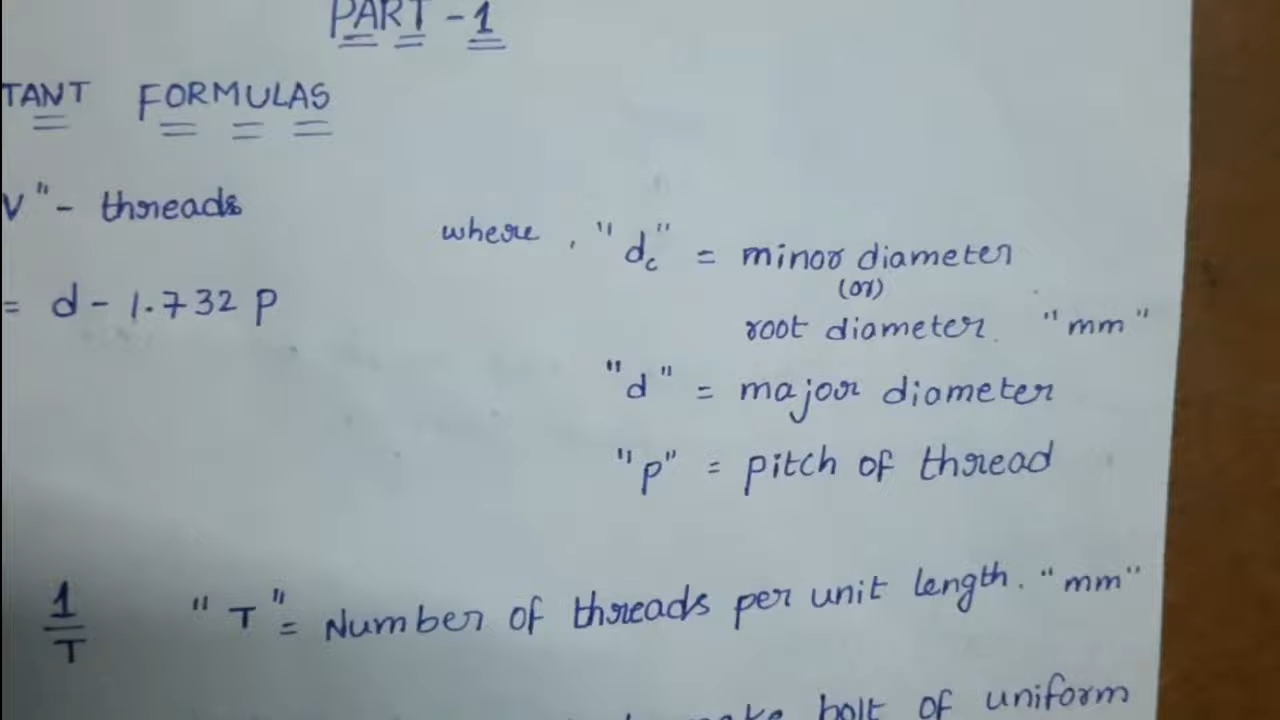 PART - 1
TANT FORMULAS
V" - threads
= d - 1.732 p
where, "dc" = minor diameter
(or)
root diameter. "mm"
"d" = major diameter
"p" = pitch of thread
1/T "T" = Number of threads per unit length. "mm"
bolt of uniform